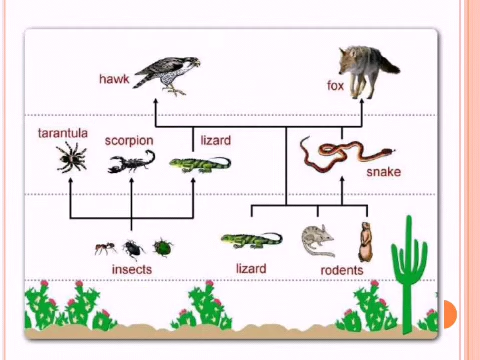 hawk
fox
tarantula
scorpion
lizard
snake
insects
lizard
rodents